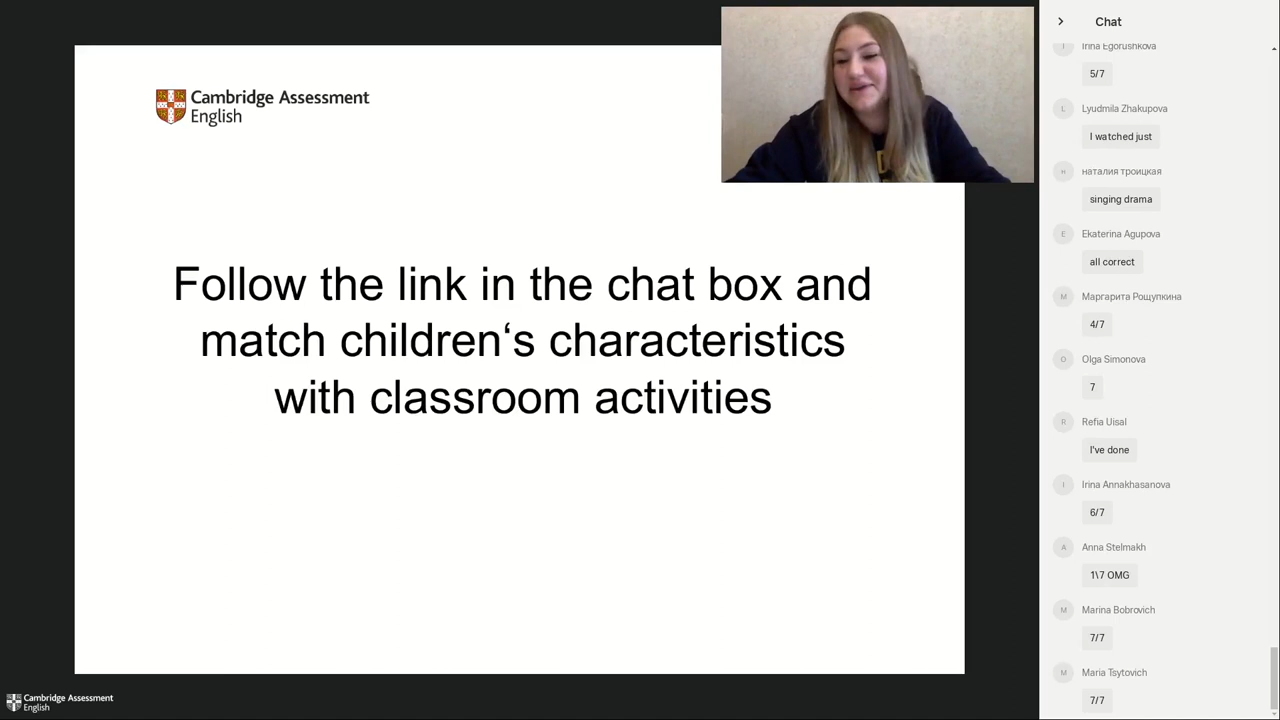 Cambridge Assessment
English
Follow the link in the chat box and
match children‘s characteristics
with classroom activities
Cambridge Assessment
English
Chat
Irina Egorushkova
5/7
L
Lyudmila Zhakupova
I watched just
н
наталия троицкая
singing drama
E
Ekaterina Agupova
all correct
М
Маргарита Рощупкина
4/7
O
Olga Simonova
7
R
Refia Uisal
I've done
I
Irina Annakhasanova
6/7
A
Anna Stelmakh
1\7 OMG
M
Marina Bobrovich
7/7
M
Maria Tsytovich
7/7